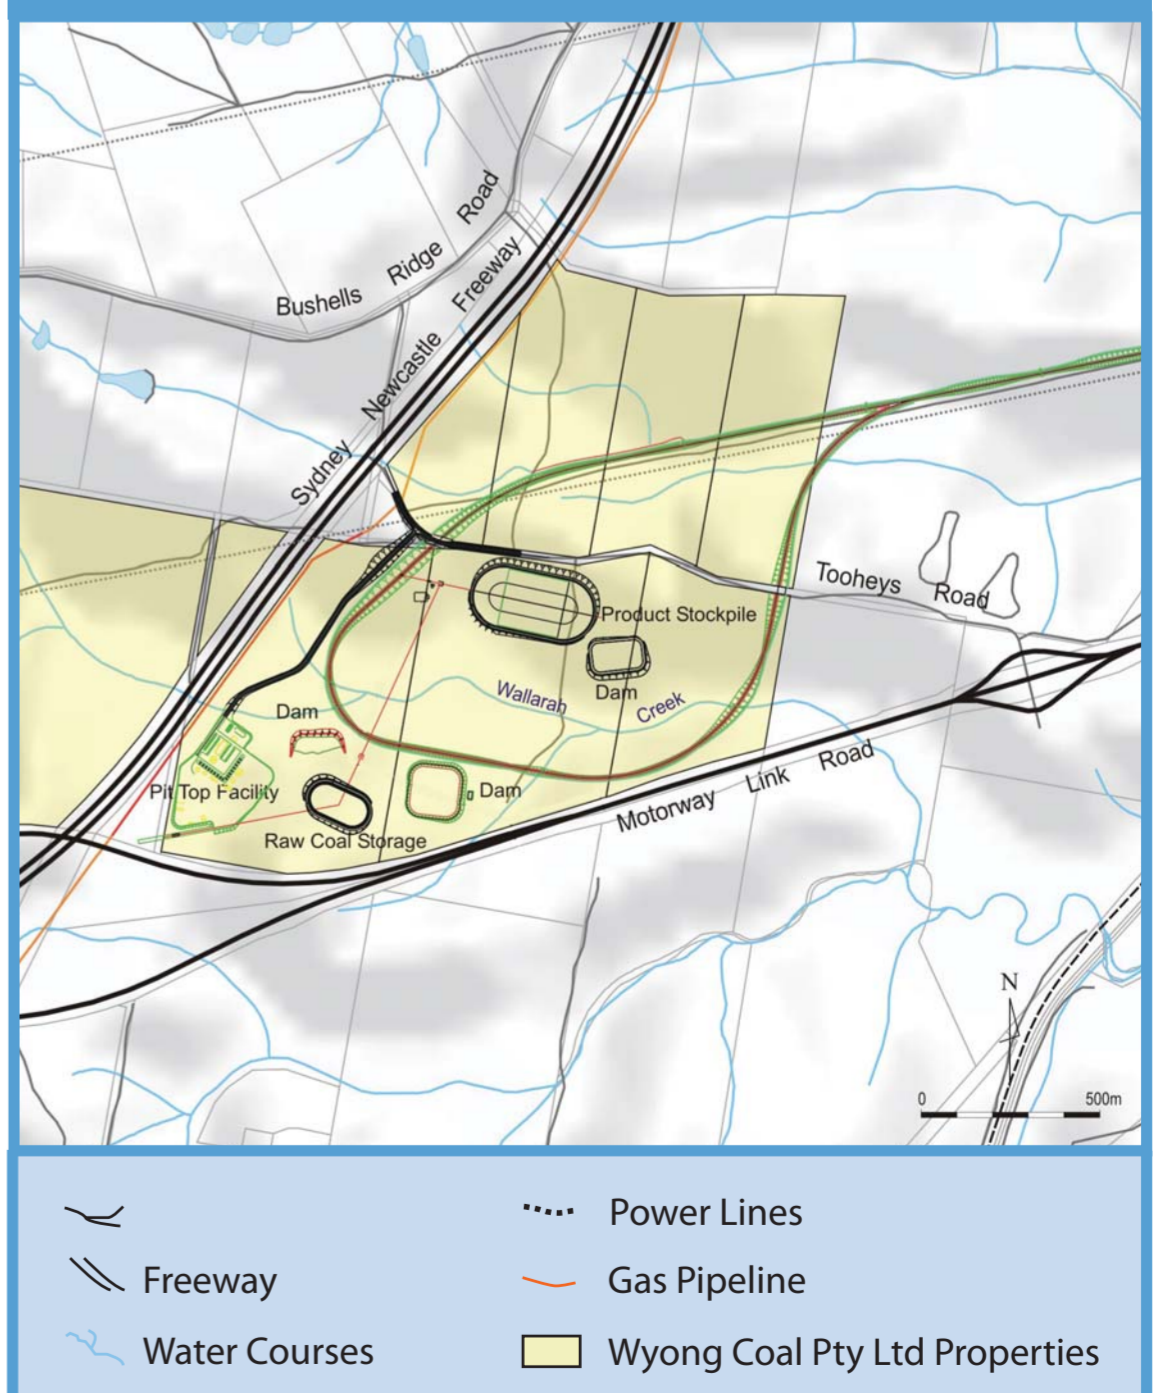 Bushells Ridge Road
Sydney Newcastle Freeway
Tooheys Road
Product Stockpile
Dam
Wallarah Creek
Dam
Pit Top Facility
Dam
Raw Coal Storage
Motorway Link Road
N
0 500m
Power Lines
Freeway
Gas Pipeline
Water Courses
Wyong Coal Pty Ltd Properties